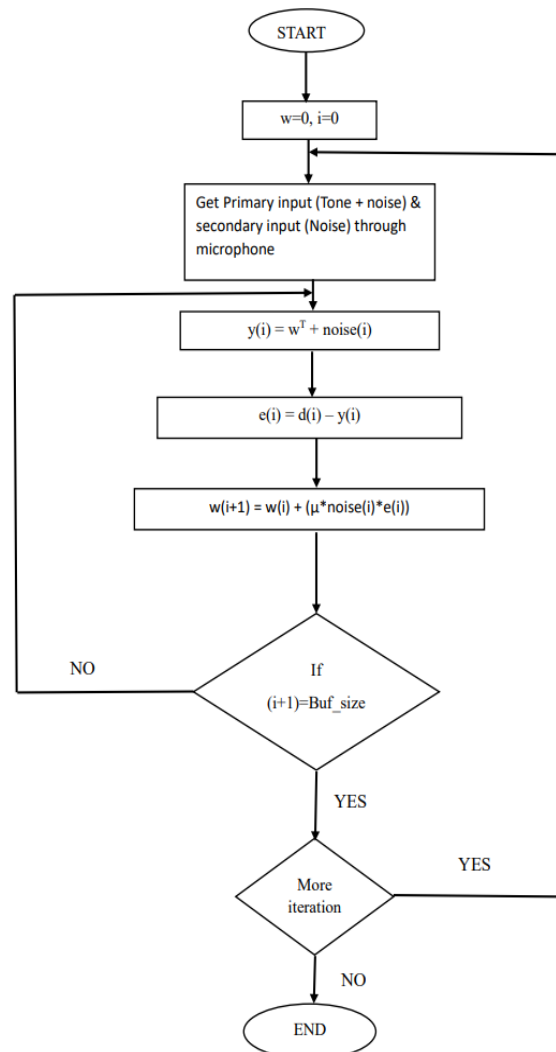 START
w=0, i=0
Get Primary input (Tone + noise) &
secondary input (Noise) through
microphone
y(i) = wᵀ + noise(i)
e(i) = d(i) – y(i)
w(i+1) = w(i) + (μ*noise(i)*e(i))
NO
If
(i+1)=Buf_size
YES
YES
More
iteration
NO
END